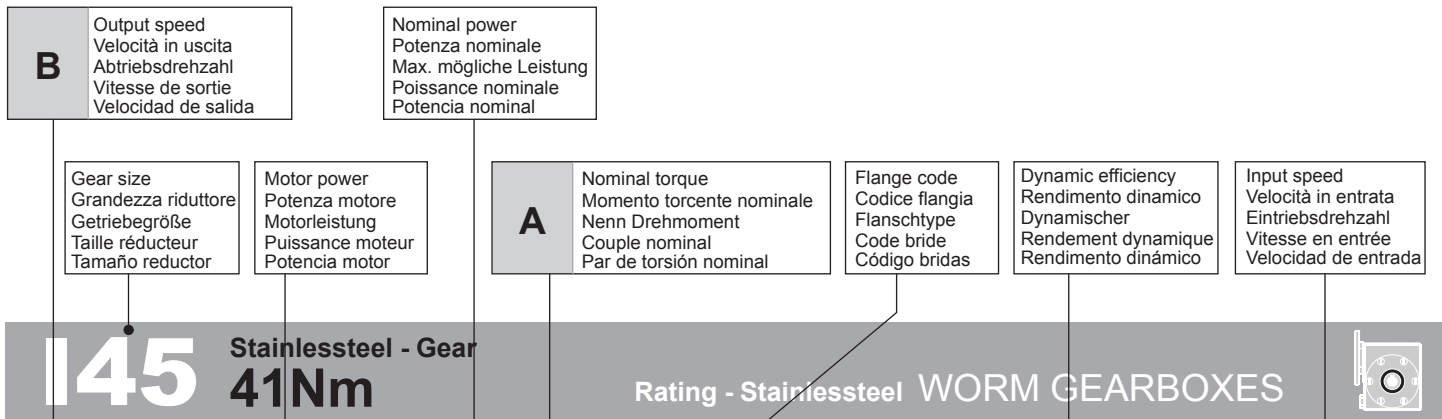 B
Output speed
Velocità in uscita
Abtriebsdrehzahl
Vitesse de sortie
Velocidad de salida
Nominal power
Potenza nominale
Max. mögliche Leistung
Poissance nominale
Potencia nominal
Gear size
Grandezza riduttore
Getriebegröße
Taille réducteur
Tamaño reductor
Motor power
Potenza motore
Motorleistung
Puissance moteur
Potencia motor
A
Nominal torque
Momento torcente nominale
Nenn Drehmoment
Couple nominal
Par de torsión nominal
Flange code
Codice flangia
Flanschtype
Code bride
Código bridas
Dynamic efficiency
Rendimento dinamico
Dynamischer
Rendement dynamique
Rendimento dinámico
Input speed
Velocità in entrata
Eintriebsdrehzahl
Vitesse en entrée
Velocidad de entrada
I45
Stainlessteel - Gear
41Nm
Rating - Stainlessteel WORM GEARBOXES